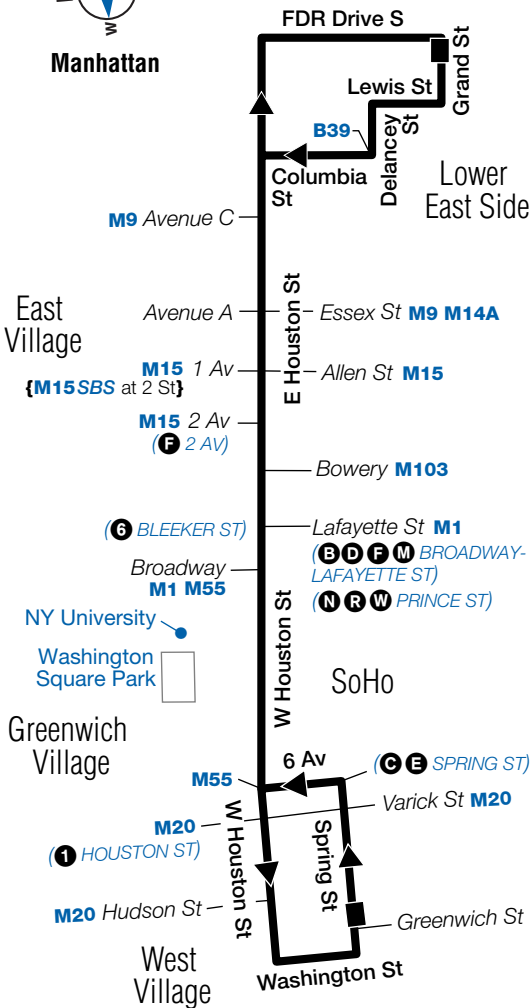 W
Manhattan
FDR Drive S
Grand St
Lewis St
Delancey
St
B39
Columbia
St
Lower
East Side
M9 Avenue C
E Houston St
East
Village
Avenue A
Essex St M9 M14A
M15 1 Av
Allen St M15
{M15SBS at 2 St}
M15 2 Av
(F 2 AV)
Bowery M103
(6 BLEEKER ST)
Lafayette St M1
(B D F M BROADWAY-
LAFAYETTE ST)
(N R W PRINCE ST)
Broadway
M1 M55
NY University
Washington
Square Park
W Houston St
SoHo
Greenwich
Village
6 Av
(C E SPRING ST)
M55
Varick St M20
M20
(1 HOUSTON ST)
W Houston St
Spring St
M20 Hudson St
Greenwich St
West
Village
Washington St